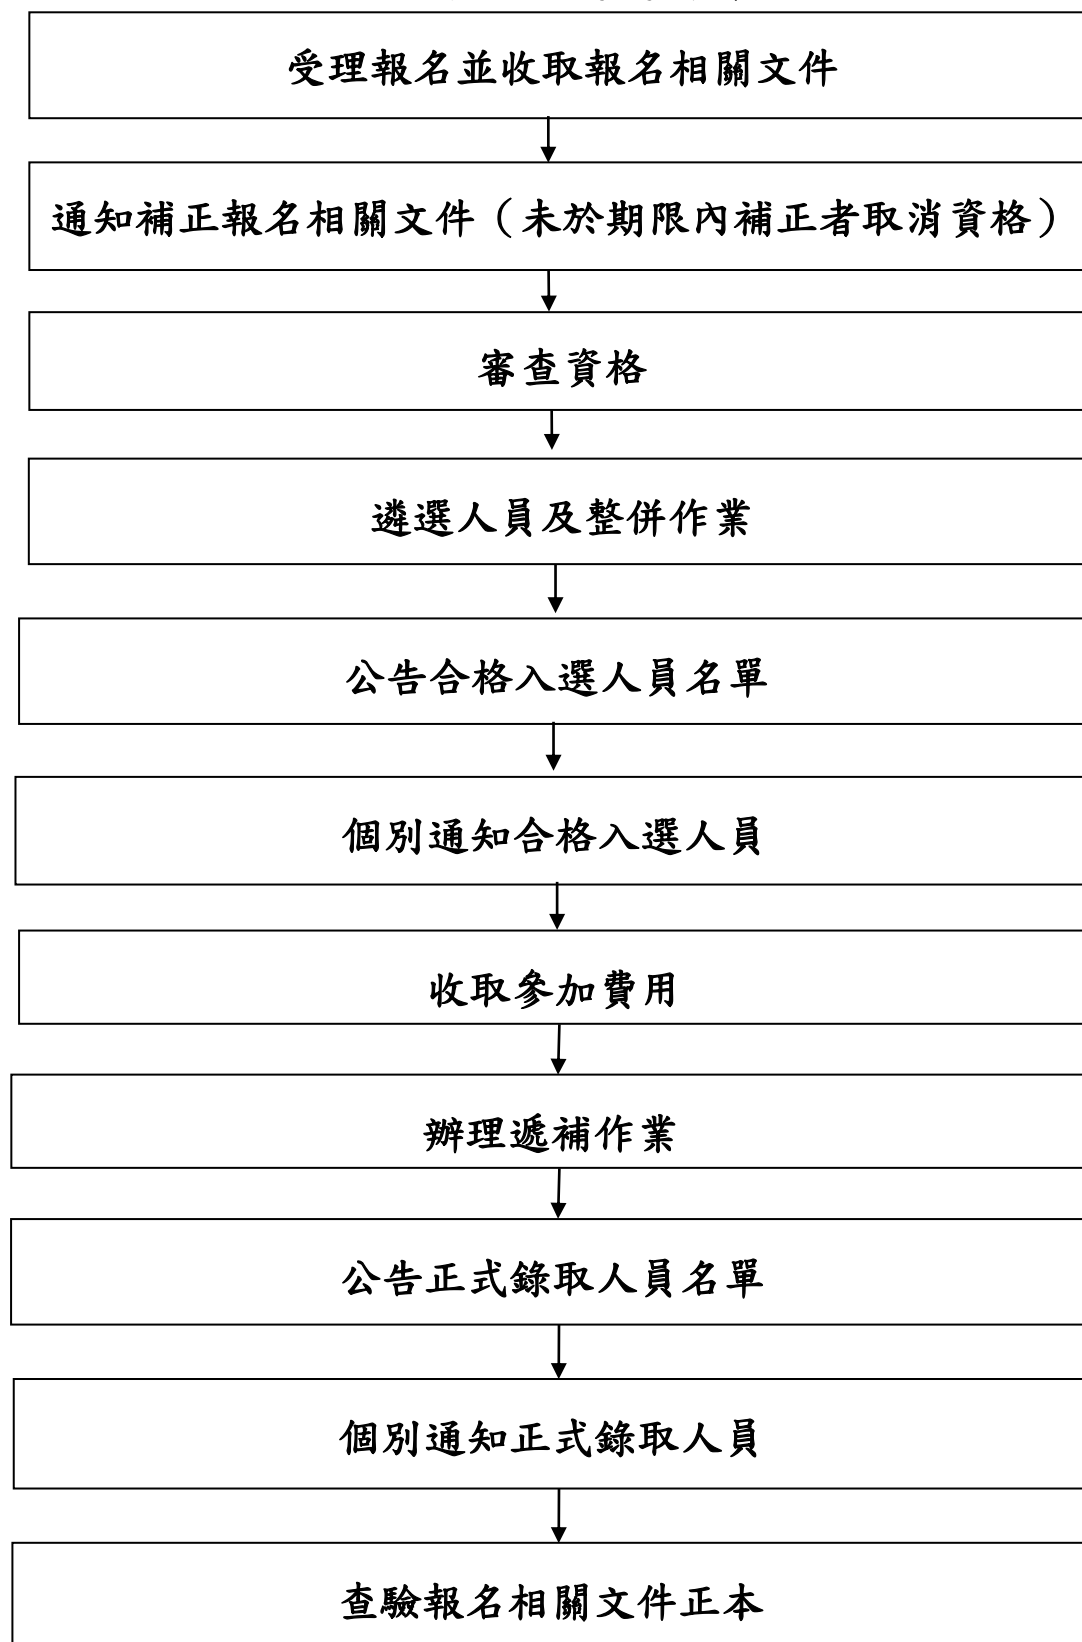 受理報名並收取報名相關文件
通知補正報名相關文件（未於期限內補正者取消資格）
審查資格
遴選人員及整併作業
公告合格入選人員名單
個別通知合格入選人員
收取參加費用
辦理遞補作業
公告正式錄取人員名單
個別通知正式錄取人員
查驗報名相關文件正本